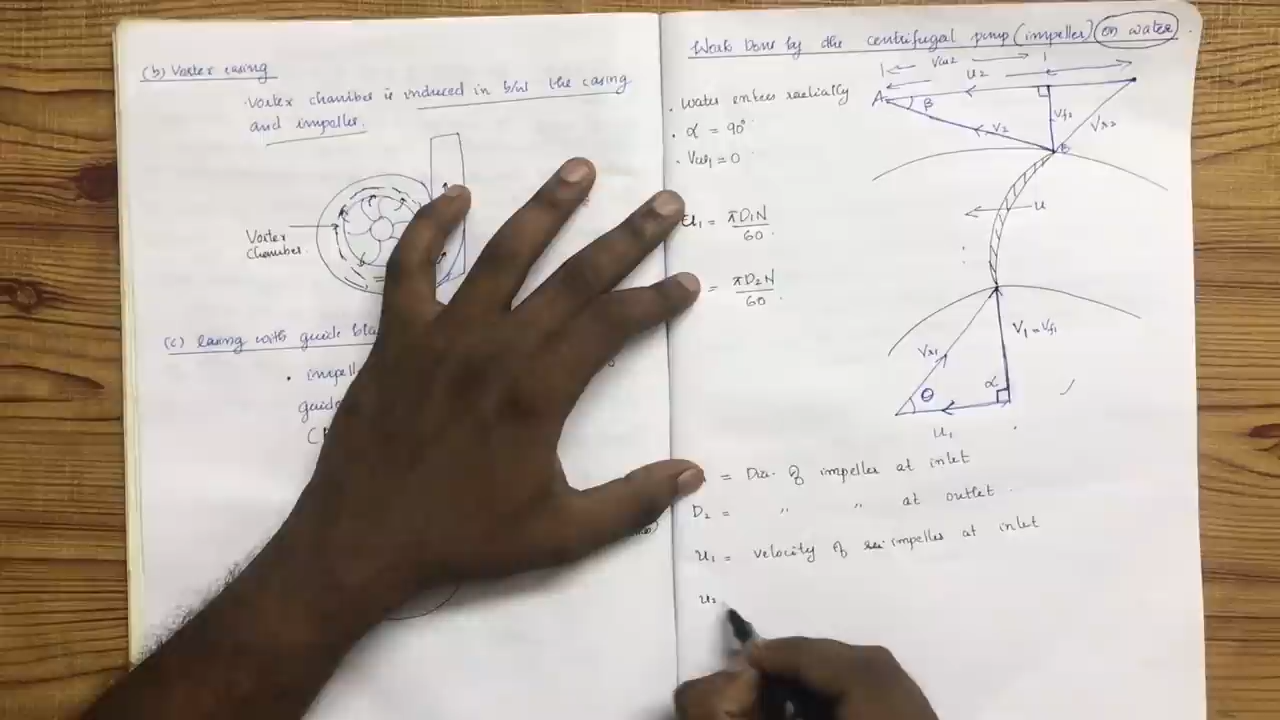 (b) Vortex casing
. Vortex chamber is induced in b/w the casing
and impeller.
Vortex
Chamber.
(c) Casing with guide bla
. impell
guid
Work Done by the centrifugal pump (impeller) on water.
. Water enters radially
. α = 90°
. Vw1 = 0
u1 = πD1N
60
= πD2N
60
Vw2
u2
A
β
V2
Vf2
Vr2
B
u
Vr1
V1 = Vf1
θ
α
u1
= Dia. of impeller at inlet
D2 = " " at outlet
u1 = velocity of impeller at inlet
u2